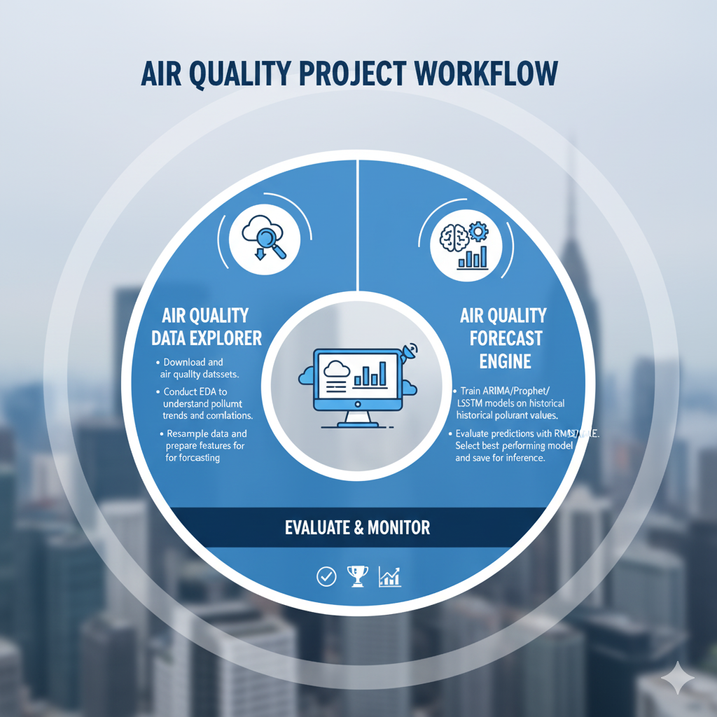 AIR QUALITY PROJECT WORKFLOW
AIR QUALITY
DATA EXPLORER
• Download and
air quality datssets.
• Conduct EDA to
understand pollumt
trends and cornlations.
• Resample data and
prepare features for
for forcasting
AIR QUALITY
FORECAST
ENGINE
• Train ARIMA/Prophet/
LSSTM models on historical
historical polurant values.
• Evaluate predictions with
Select best performing model
and save for inference.
EVALUATE & MONITOR